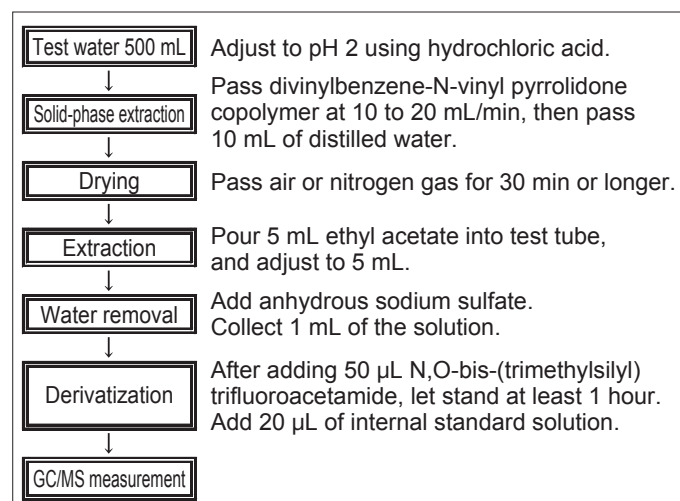 Test water 500 mL
Adjust to pH 2 using hydrochloric acid.
↓
Solid-phase extraction
Pass divinylbenzene-N-vinyl pyrrolidone
copolymer at 10 to 20 mL/min, then pass
10 mL of distilled water.
↓
Drying
Pass air or nitrogen gas for 30 min or longer.
↓
Extraction
Pour 5 mL ethyl acetate into test tube,
and adjust to 5 mL.
↓
Water removal
Add anhydrous sodium sulfate.
Collect 1 mL of the solution.
↓
Derivatization
After adding 50 µL N,O-bis-(trimethylsilyl)
trifluoroacetamide, let stand at least 1 hour.
Add 20 µL of internal standard solution.
↓
GC/MS measurement